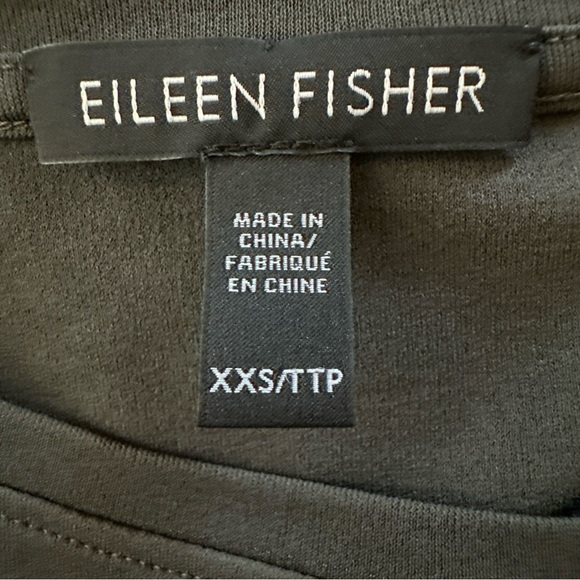 EILEEN FISHER
MADE IN
CHINA/
FABRIQUÉ
EN CHINE
XXS/TTP